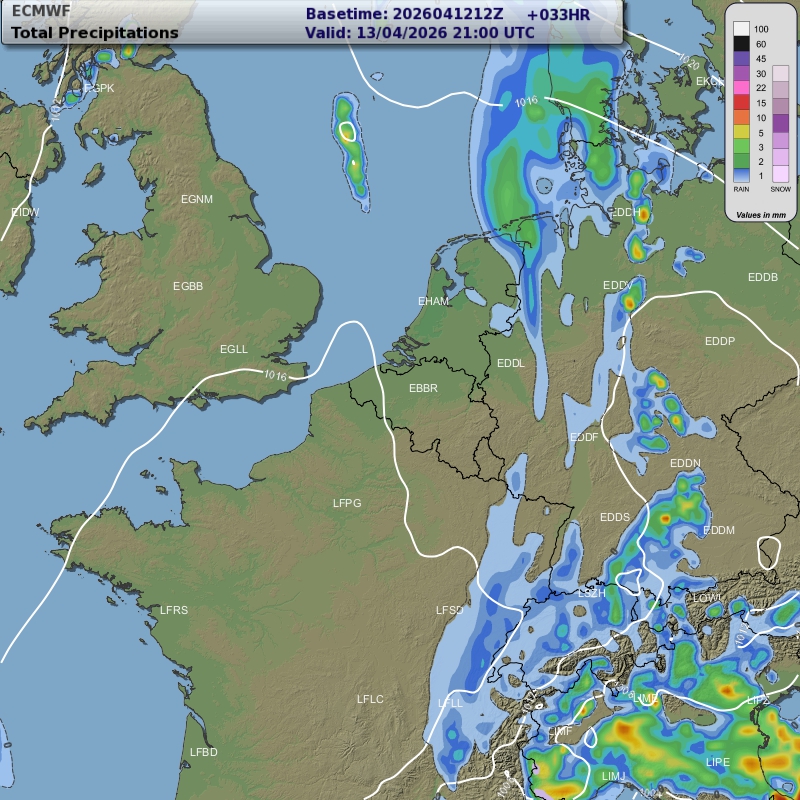 ECMWF
Basetime: 2026041212Z +033HR
Total Precipitations
Valid: 13/04/2026 21:00 UTC
100
60
45
30
22
15
10
5
3
2
1
RAIN
SNOW
Values in mm
1020
EGPK
1016
EIDW
EGNM
EDDH
EGBB
EDDV
EDDB
EHAM
EDDP
EGLL
EDDL
1016
EBBR
EDDF
EDDN
LFPG
EDDS
EDDM
LSZH
LOWI
LFRS
LFSD
LFLC
LFLL
LIME
LIPZ
LIMF
LFBD
LIPE
LIMJ